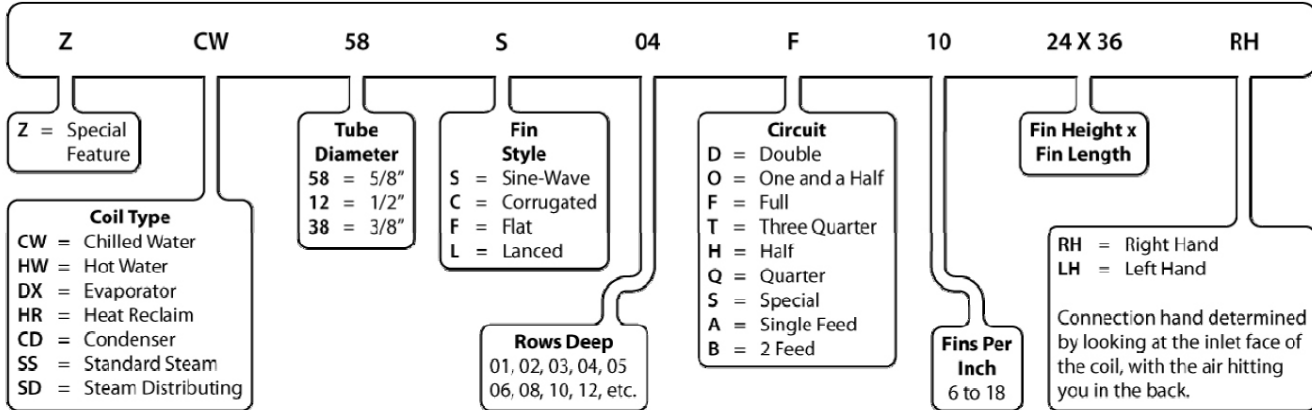 Z CW 58 S 04 F 10 24 X 36 RH
Z = Special
Feature
Coil Type
CW = Chilled Water
HW = Hot Water
DX = Evaporator
HR = Heat Reclaim
CD = Condenser
SS = Standard Steam
SD = Steam Distributing
Tube
Diameter
58 = 5/8″
12 = 1/2″
38 = 3/8″
Fin
Style
S = Sine-Wave
C = Corrugated
F = Flat
L = Lanced
Rows Deep
01, 02, 03, 04, 05
06, 08, 10, 12, etc.
Circuit
D = Double
O = One and a Half
F = Full
T = Three Quarter
H = Half
Q = Quarter
S = Special
A = Single Feed
B = 2 Feed
Fins Per
Inch
6 to 18
Fin Height x
Fin Length
RH = Right Hand
LH = Left Hand
Connection hand determined
by looking at the inlet face of
the coil, with the air hitting
you in the back.